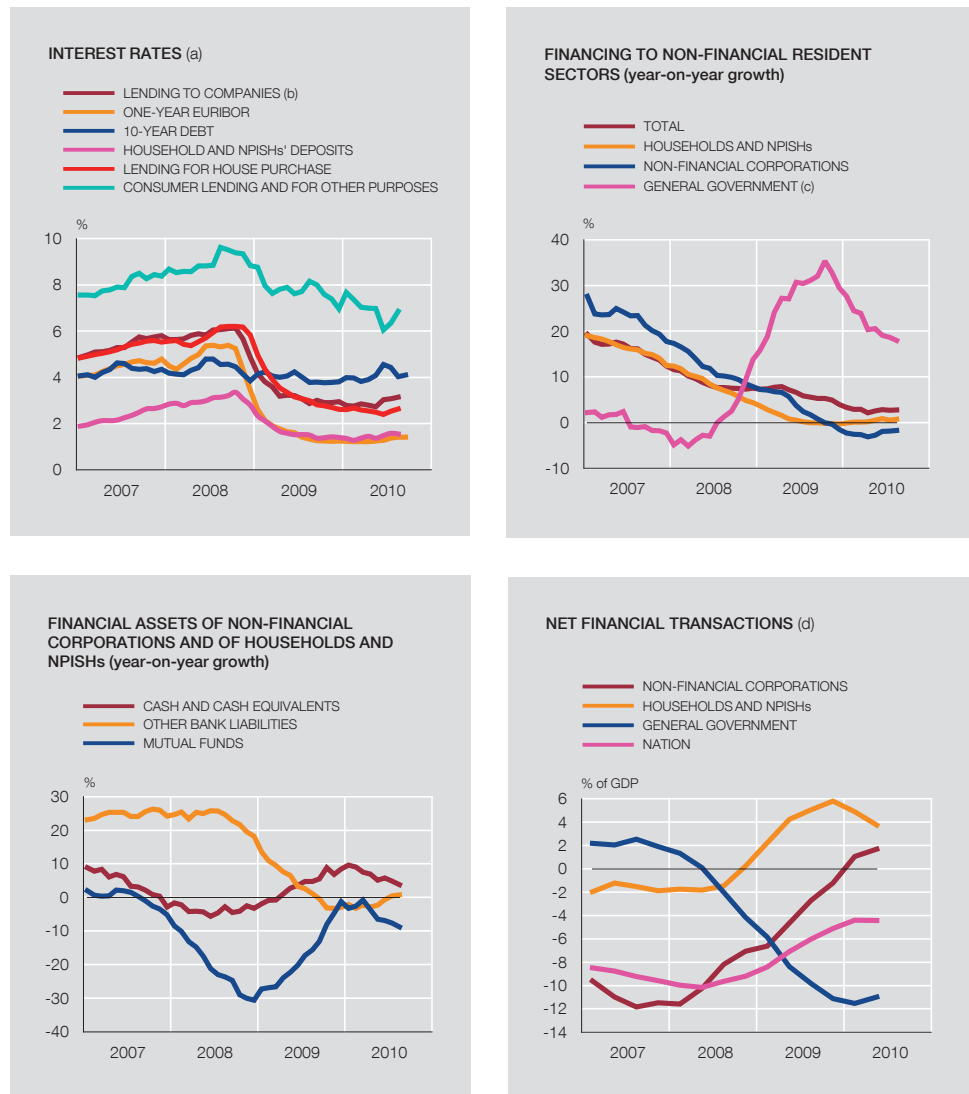 INTEREST RATES (a)
LENDING TO COMPANIES (b)
ONE-YEAR EURIBOR
10-YEAR DEBT
HOUSEHOLD AND NPISHs' DEPOSITS
LENDING FOR HOUSE PURCHASE
CONSUMER LENDING AND FOR OTHER PURPOSES
%
10
8
6
4
2
0
2007 2008 2009 2010
FINANCING TO NON-FINANCIAL RESIDENT
SECTORS (year-on-year growth)
TOTAL
HOUSEHOLDS AND NPISHs
NON-FINANCIAL CORPORATIONS
GENERAL GOVERNMENT (c)
%
40
30
20
10
0
-10
2007 2008 2009 2010
FINANCIAL ASSETS OF NON-FINANCIAL
CORPORATIONS AND OF HOUSEHOLDS AND
NPISHs (year-on-year growth)
CASH AND CASH EQUIVALENTS
OTHER BANK LIABILITIES
MUTUAL FUNDS
%
30
20
10
0
-10
-20
-30
-40
2007 2008 2009 2010
NET FINANCIAL TRANSACTIONS (d)
NON-FINANCIAL CORPORATIONS
HOUSEHOLDS AND NPISHs
GENERAL GOVERNMENT
NATION
% of GDP
6
4
2
0
-2
-4
-6
-8
-10
-12
-14
2007 2008 2009 2010